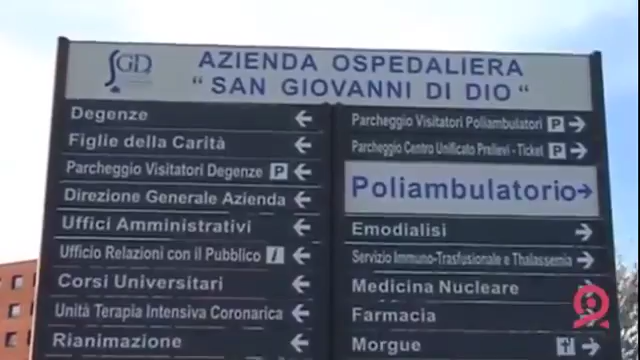 SGD
AZIENDA OSPEDALIERA
" SAN GIOVANNI DI DIO "
Degenze
Figlie della Carità
Parcheggio Visitatori Degenze P
Direzione Generale Azienda
Uffici Amministrativi
Ufficio Relazioni con il Pubblico i
Corsi Universitari
Unità Terapia Intensiva Coronarica
Rianimazione
Parcheggio Visitatori Poliambulatori P
Parcheggio Centro Unificato Prelievi - Ticket P
Poliambulatorio
Emodialisi
Servizio Immuno-Trasfusionale e Thalassemia
Medicina Nucleare
Farmacia
Morgue